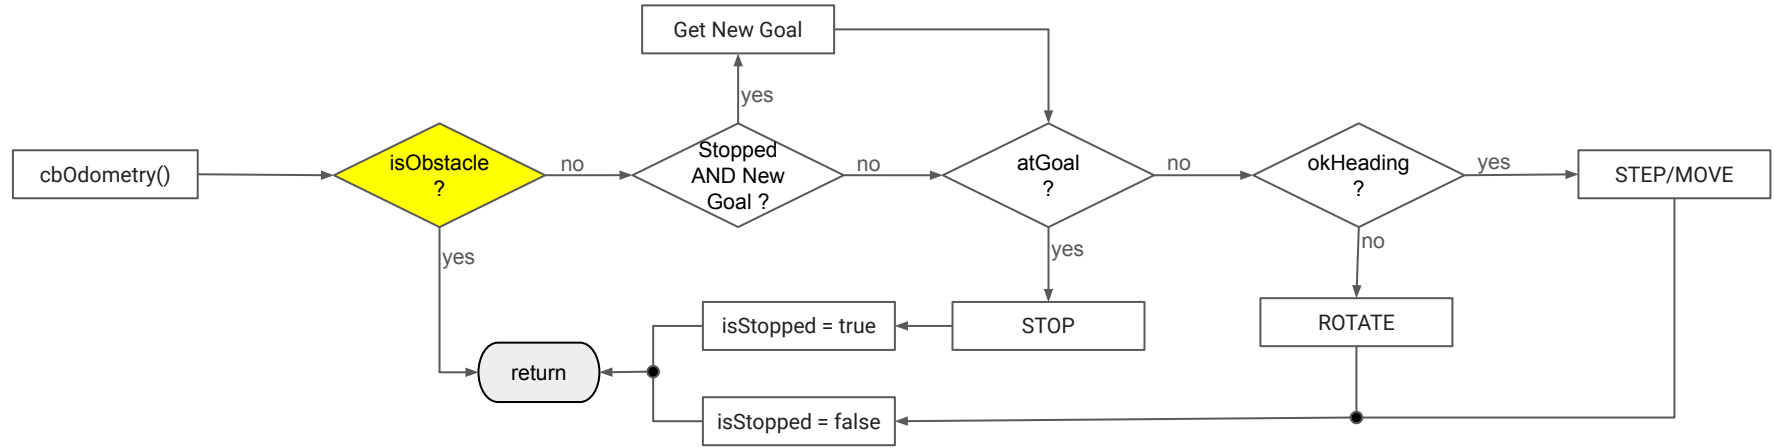 Get New Goal
yes
cbOdometry()
isObstacle
?
no
Stopped
AND New
Goal ?
no
atGoal
?
no
okHeading
?
yes
STEP/MOVE
yes
yes
no
isStopped = true
STOP
ROTATE
return
isStopped = false